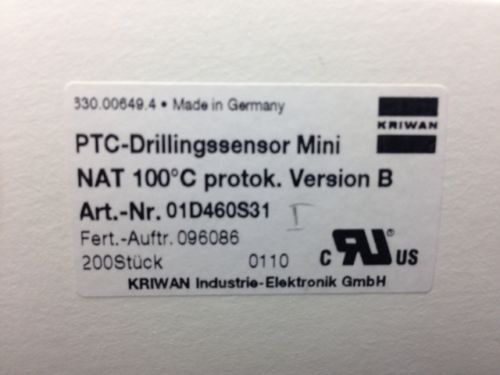 330.00649.4 • Made in Germany
KRIWAN
PTC-Drillingssensor Mini
NAT 100°C protok. Version B
Art.-Nr. 01D460S31 I
Fert.-Auftr. 096086
200Stück 0110
C RU® US
KRIWAN Industrie-Elektronik GmbH